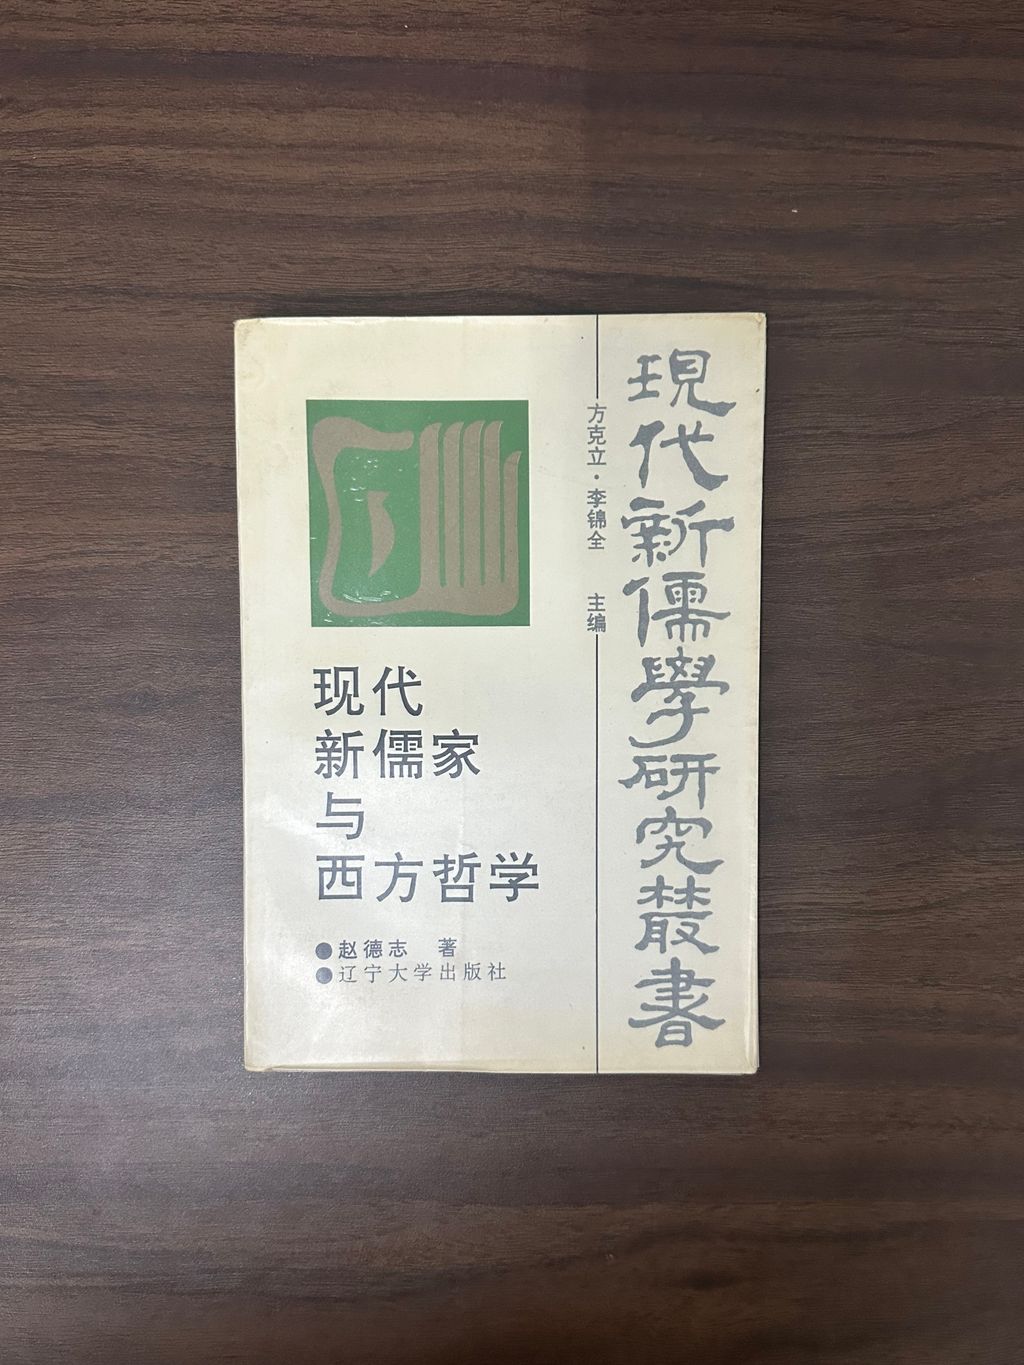 現代新儒學研究叢書
方克立·李锦全 主编
现代
新儒家
与
西方哲学
●赵德志 著
●辽宁大学出版社